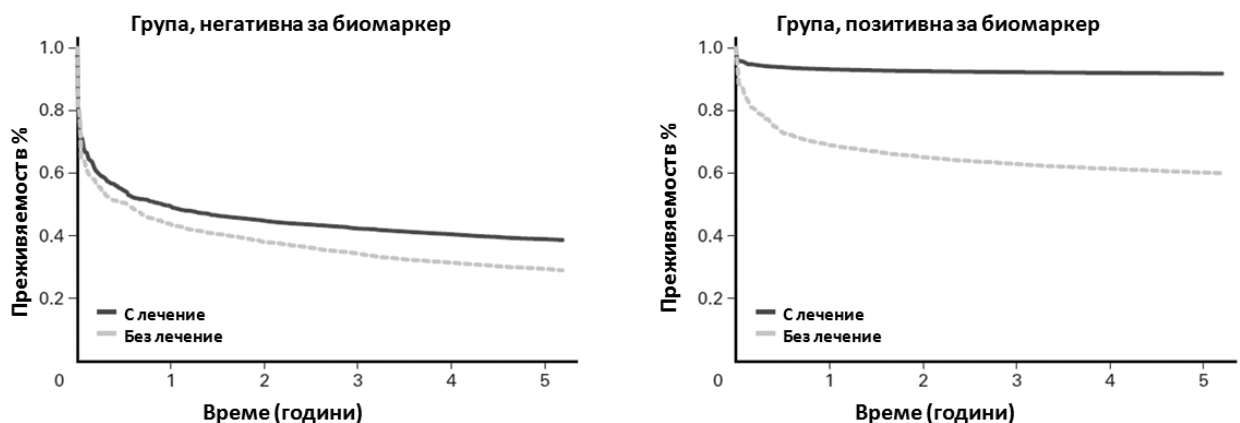 Група, негативна за биомаркер
1.0
0.8
0.6
0.4
0.2
0
1
2
3
4
5
Преживяемоств %
С лечение
Без лечение
Време (години)
Група, позитивна за биомаркер
1.0
0.8
0.6
0.4
0.2
0
1
2
3
4
5
Преживяемоств %
С лечение
Без лечение
Време (години)